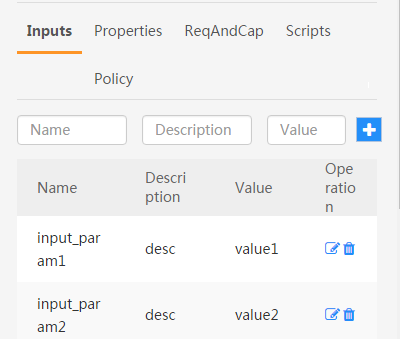 Inputs Properties ReqAndCap Scripts
Policy
Name Description Value
Name Descri
ption Value Ope
ratio
n
input_par
am1 desc value1
input_par
am2 desc value2